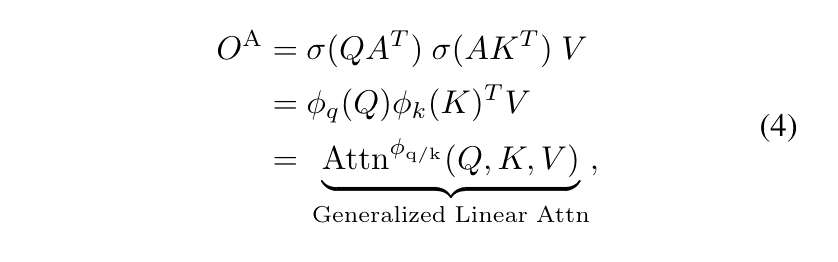 O^A = σ(QA^T) σ(AK^T) V
= φ_q(Q)φ_k(K)^T V
= Attn^{φ_{q/k}}(Q, K, V) , (4)
Generalized Linear Attn